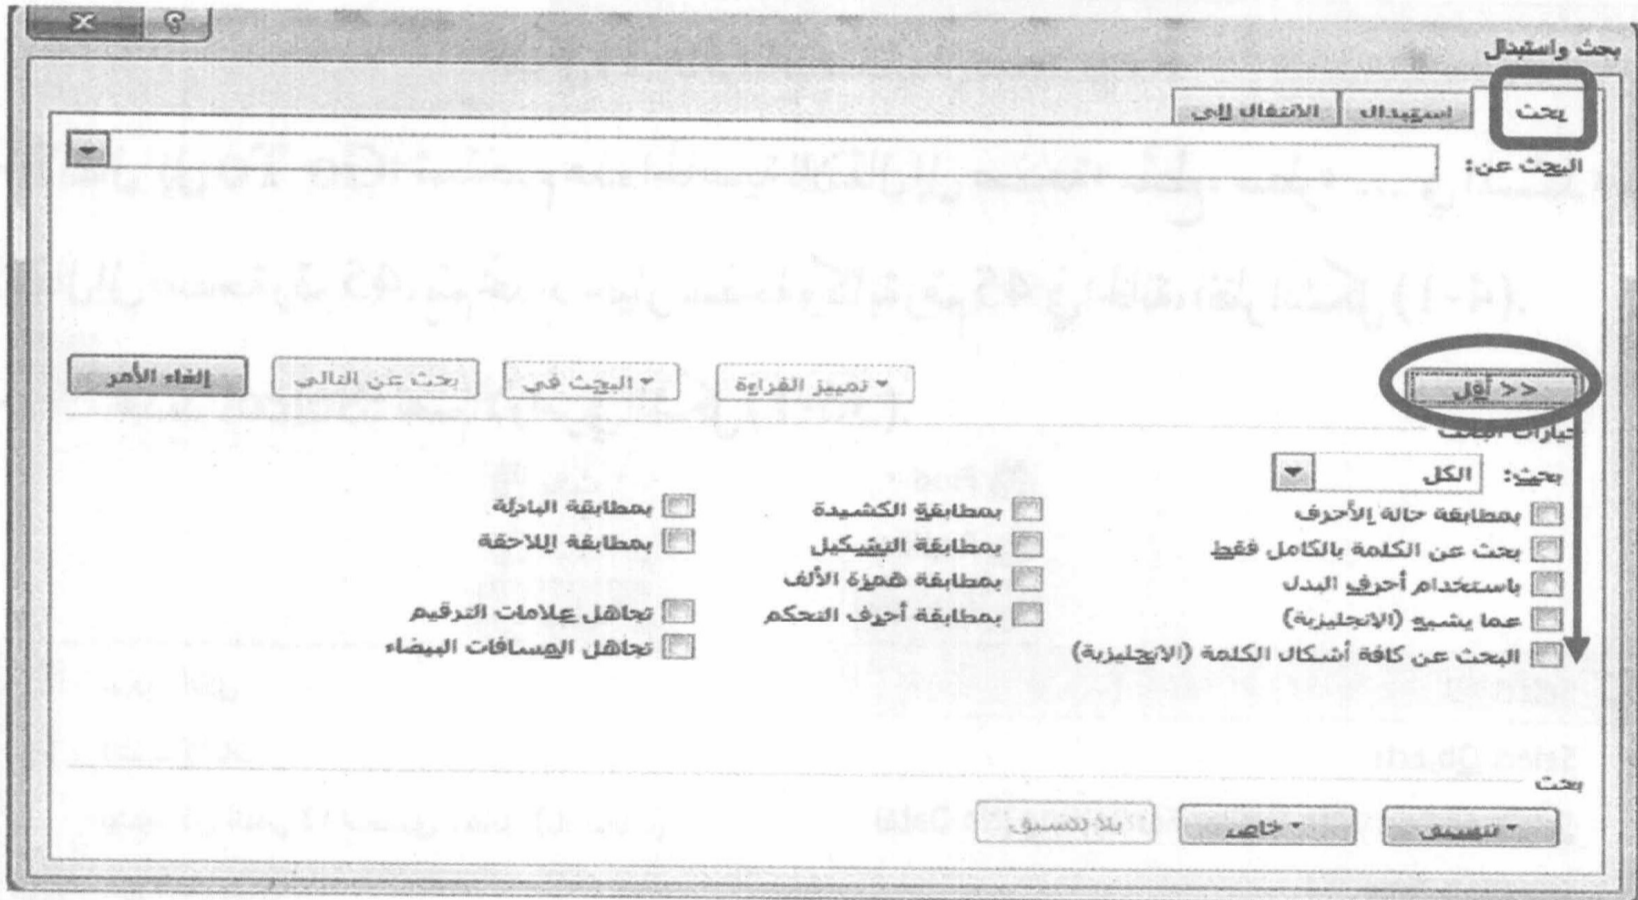 بحث واستبدال
بحث استبدال الانتقال إلى
البحث عن:
<< أقل تمييز القراءة البحث في بحث عن التالي إلغاء الأمر
خيارات البحث
بحث: الكل
بمطابقة حالة الأحرف بمطابقة الكشيدة بمطابقة البادئة
بحث عن الكلمة بالكامل فقط بمطابقة التشكيل بمطابقة اللاحقة
باستخدام أحرف البدل بمطابقة همزة الألف
عما يشبه (الانجليزية) بمطابقة أحرف التحكم تجاهل علامات الترقيم
البحث عن كافة أشكال الكلمة (الانجليزية) تجاهل المسافات البيضاء
بحث
تنسيق خاص بلا تنسيق